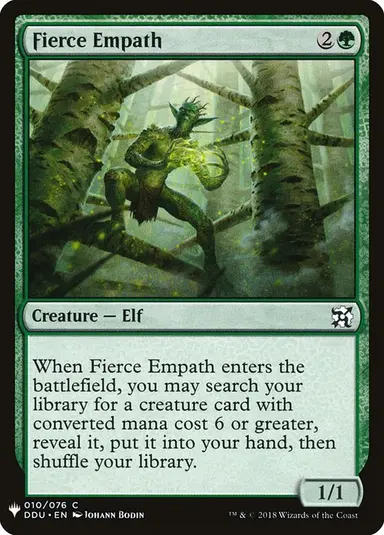 Fierce Empath 2
Creature — Elf
When Fierce Empath enters the
battlefield, you may search your
library for a creature card with
converted mana cost 6 or greater,
reveal it, put it into your hand, then
shuffle your library.
1/1
010/076 C
DDU • EN Johann Bodin
™ & © 2018 Wizards of the Coast